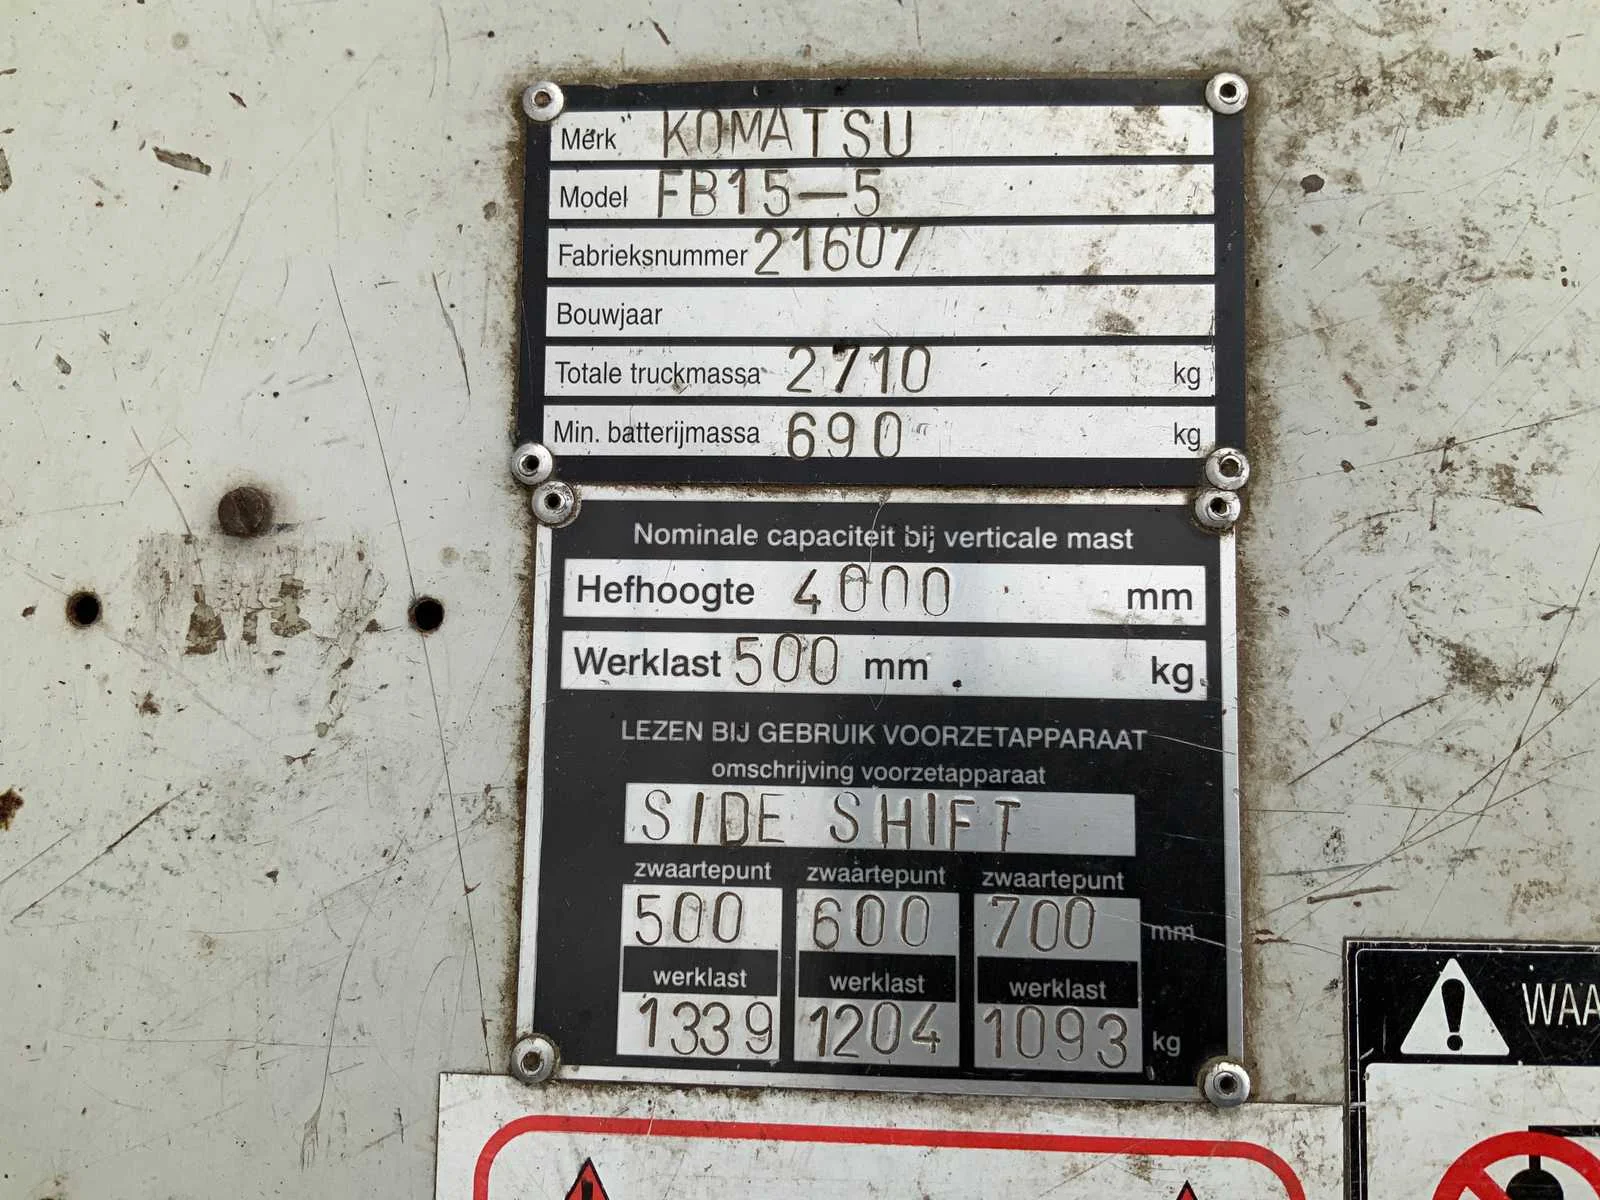 Merk KOMATSU
Model FB15-5
Fabrieksnummer 21607
Bouwjaar
Totale truckmassa 2710 kg
Min. batterijmassa 690 kg
Nominale capaciteit bij verticale mast
Hefhoogte 4000 mm
Werklast 500 mm kg
LEZEN BIJ GEBRUIK VOORZETAPPARAAT
omschrijving voorzetapparaat
SIDE SHIFT
zwaartepunt zwaartepunt zwaartepunt
500 600 700 mm
werklast werklast werklast
1339 1204 1093 kg
WAA